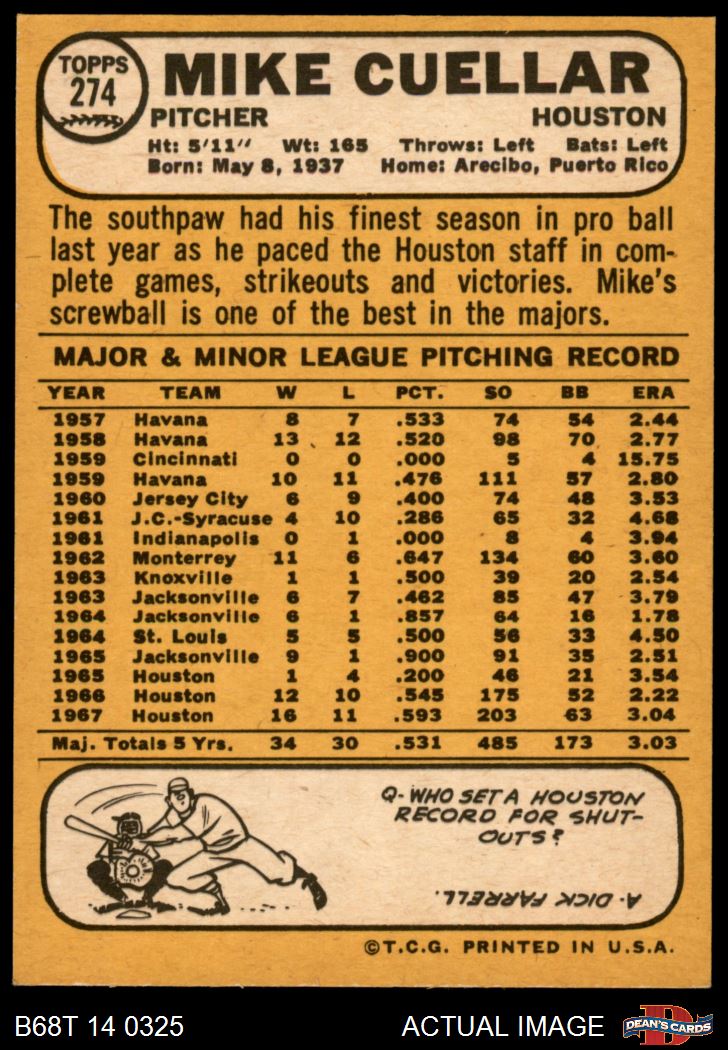 TOPPS
274
MIKE CUELLAR
PITCHER HOUSTON
Ht: 5'11" Wt: 165 Throws: Left Bats: Left
Born: May 8, 1937 Home: Arecibo, Puerto Rico
The southpaw had his finest season in pro ball
last year as he paced the Houston staff in com-
plete games, strikeouts and victories. Mike's
screwball is one of the best in the majors.
MAJOR & MINOR LEAGUE PITCHING RECORD
YEAR TEAM W L PCT. SO BB ERA
1957 Havana 8 7 .533 74 54 2.44
1958 Havana 13 12 .520 98 70 2.77
1959 Cincinnati 0 0 .000 5 4 15.75
1959 Havana 10 11 .476 111 57 2.80
1960 Jersey City 6 9 .400 74 48 3.53
1961 J.C.-Syracuse 4 10 .286 65 32 4.68
1961 Indianapolis 0 1 .000 8 4 3.94
1962 Monterrey 11 6 .647 134 60 3.60
1963 Knoxville 1 1 .500 39 20 2.54
1963 Jacksonville 6 7 .462 85 47 3.79
1964 Jacksonville 6 1 .857 64 16 1.78
1964 St. Louis 5 5 .500 56 33 4.50
1965 Jacksonville 9 1 .900 91 35 2.51
1965 Houston 1 4 .200 46 21 3.54
1966 Houston 12 10 .545 175 52 2.22
1967 Houston 16 11 .593 203 63 3.04
Maj. Totals 5 Yrs. 34 30 .531 485 173 3.03
Q-WHO SET A HOUSTON
RECORD FOR SHUT-
OUTS?
A. DICK FARRELL.
©T.C.G. PRINTED IN U.S.A.
B68T 14 0325 ACTUAL IMAGE
D
DEAN'S CARDS